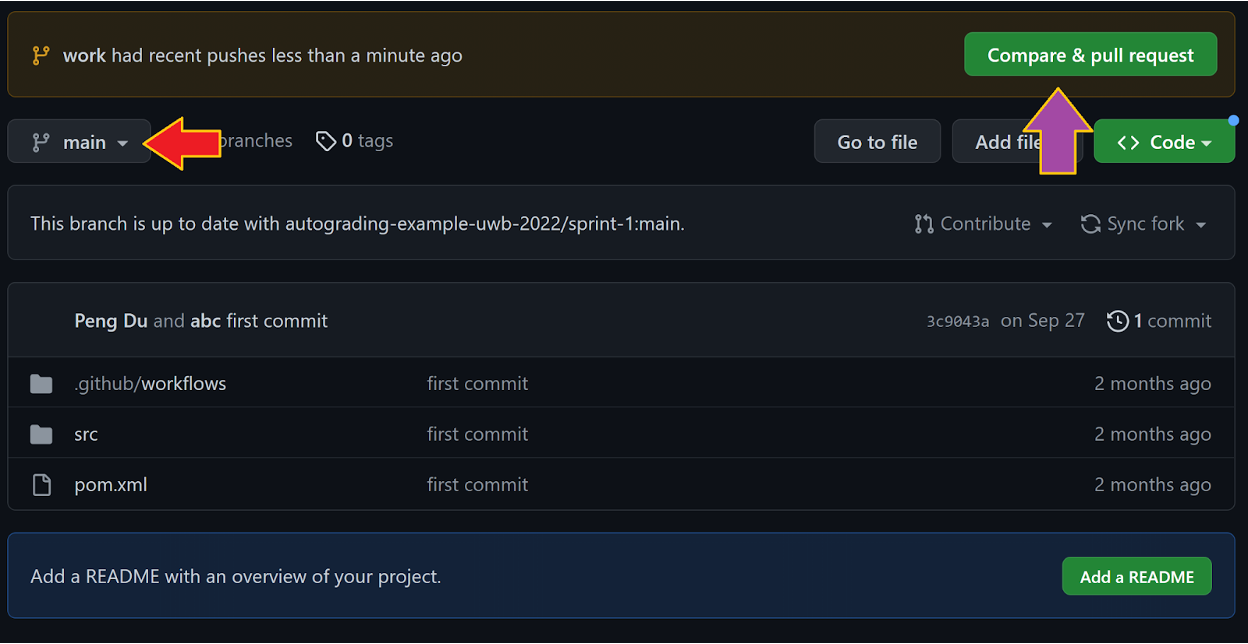 work had recent pushes less than a minute ago
Compare & pull request
main
branches
0 tags
Go to file
Add file
<> Code
This branch is up to date with autograding-example-uwb-2022/sprint-1:main.
Contribute
Sync fork
Peng Du and abc first commit
3c9043a on Sep 27
1 commit
.github/workflows
first commit
2 months ago
src
first commit
2 months ago
pom.xml
first commit
2 months ago
Add a README with an overview of your project.
Add a README